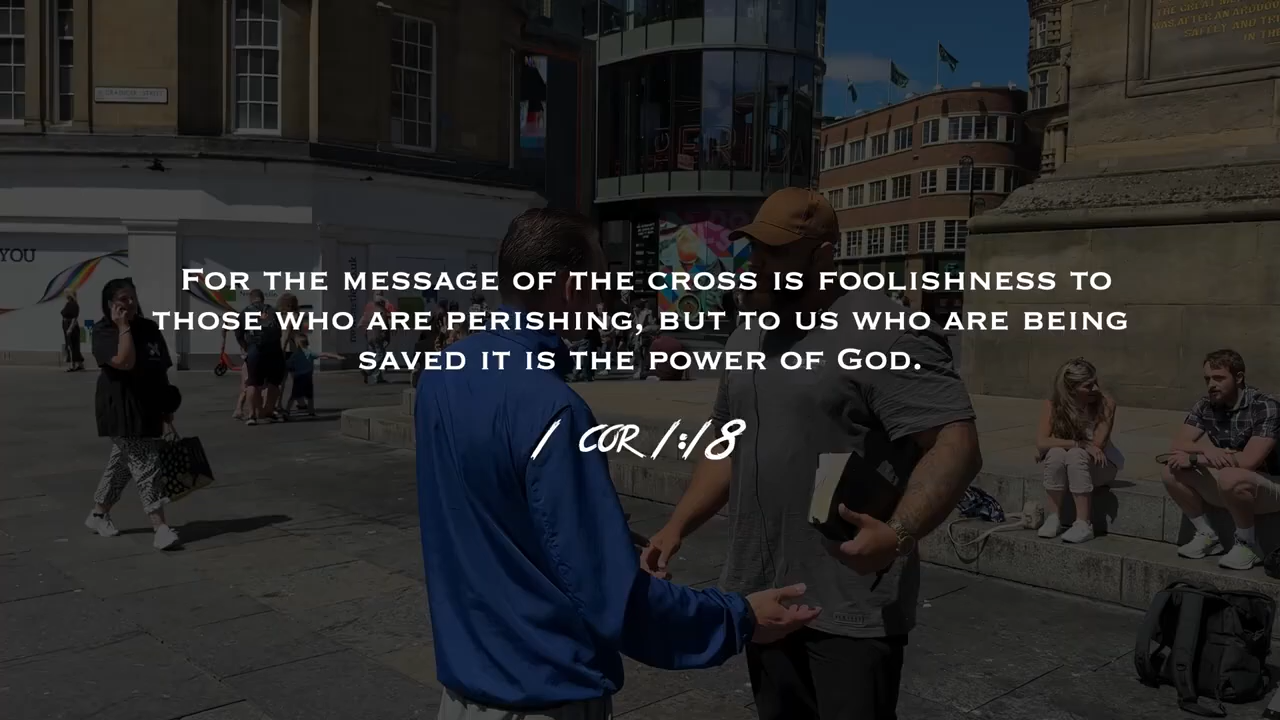 YOU
FOR THE MESSAGE OF THE CROSS IS FOOLISHNESS TO
THOSE WHO ARE PERISHING, BUT TO US WHO ARE BEING
SAVED IT IS THE POWER OF GOD.
1 COR 1:18